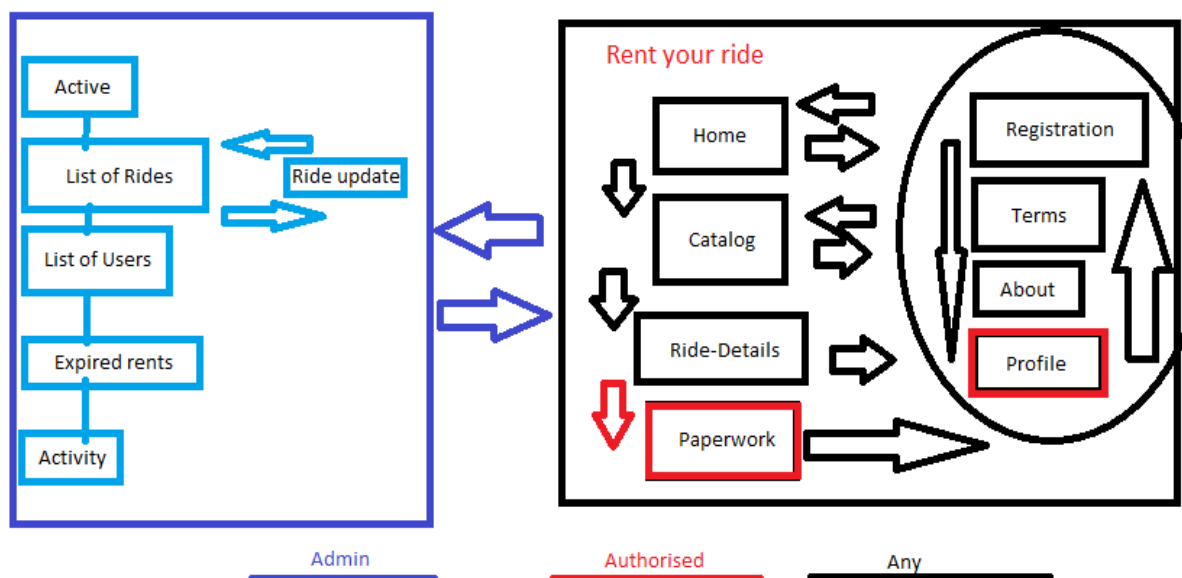 Active
List of Rides
Ride update
List of Users
Expired rents
Activity
Rent your ride
Home
Catalog
Ride-Details
Paperwork
Registration
Terms
About
Profile
Admin
Authorised
Any